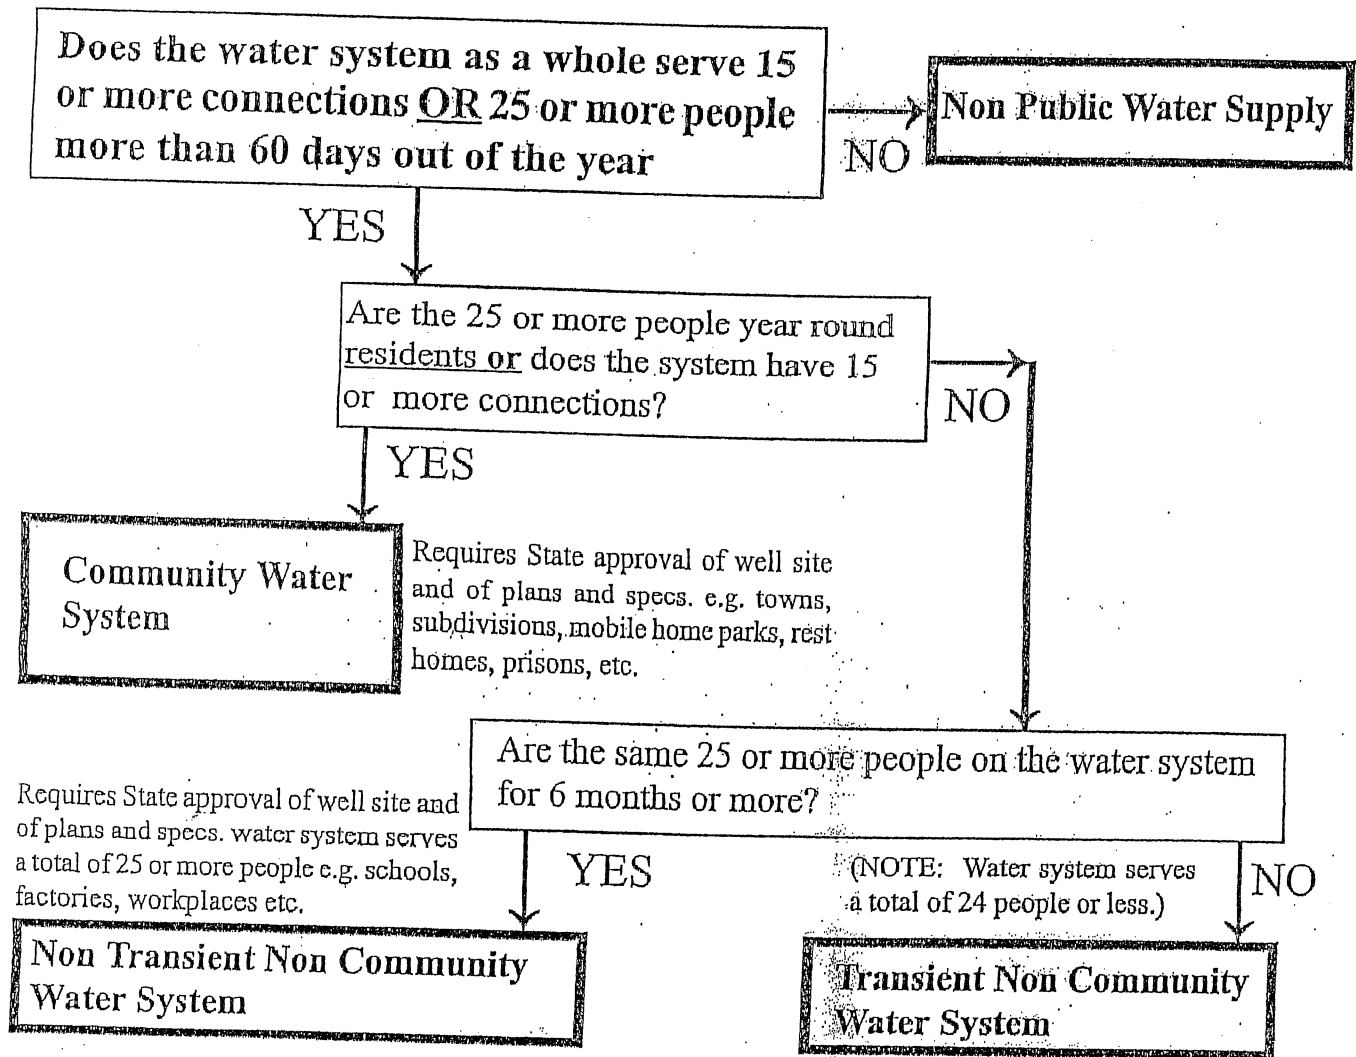 Does the water system as a whole serve 15
or more connections OR 25 or more people
more than 60 days out of the year
NO
Non Public Water Supply
YES
Are the 25 or more people year round
residents or does the system have 15
or more connections?
NO
YES
Community Water
System
Requires State approval of well site
and of plans and specs. e.g. towns,
subdivisions, mobile home parks, rest
homes, prisons, etc.
Are the same 25 or more people on the water system
for 6 months or more?
Requires State approval of well site and
of plans and specs. water system serves
a total of 25 or more people e.g. schools,
factories, workplaces etc.
YES
(NOTE: Water system serves
a total of 24 people or less.)
NO
Non Transient Non Community
Water System
Transient Non Community
Water System